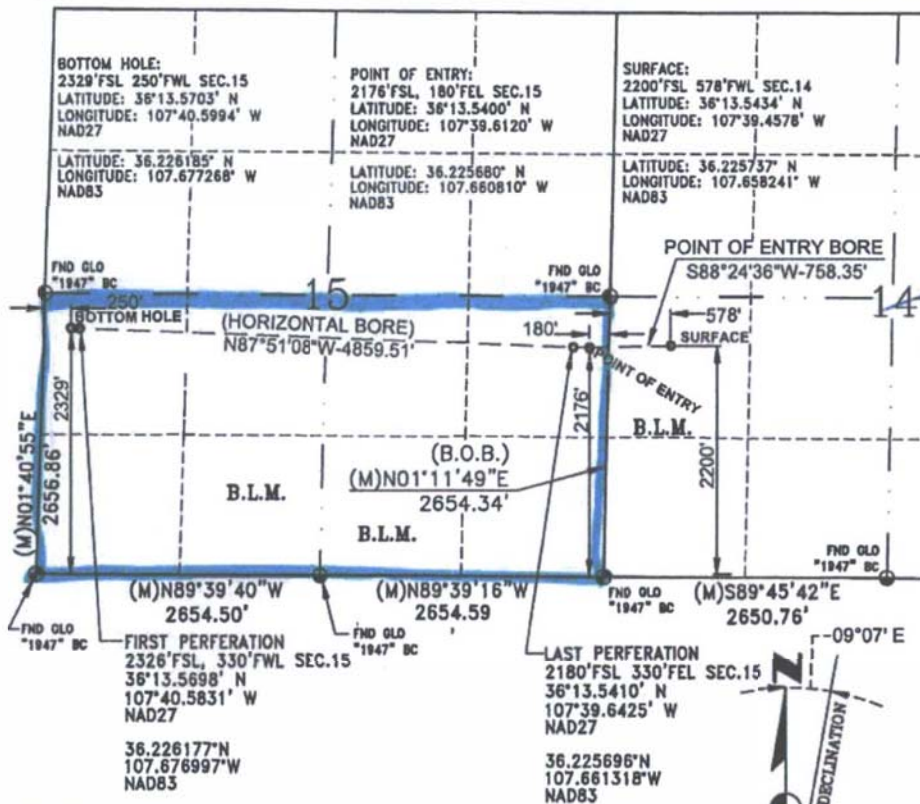 BOTTOM HOLE:
2329'FSL 250'FWL SEC.15
LATITUDE: 36°13.5703' N
LONGITUDE: 107°40.5994' W
NAD27
LATITUDE: 36.226185° N
LONGITUDE: 107.677268° W
NAD83
POINT OF ENTRY:
2176'FSL, 180'FEL SEC.15
LATITUDE: 36°13.5400' N
LONGITUDE: 107°39.6120' W
NAD27
LATITUDE: 36.225680° N
LONGITUDE: 107.660810° W
NAD83
SURFACE:
2200'FSL 578'FWL SEC.14
LATITUDE: 36°13.5434' N
LONGITUDE: 107°39.4578' W
NAD27
LATITUDE: 36.225737° N
LONGITUDE: 107.658241° W
NAD83
POINT OF ENTRY BORE
S88°24'36"W-758.35'
FND GLO
"1947" BC
FND GLO
"1947" BC
15
14
250'
BOTTOM HOLE
(HORIZONTAL BORE)
N87°51'08"W-4859.51'
180'
578'
SURFACE
POINT OF ENTRY
2329'
2176'
2200'
(M)N01°40'55"E
2656.86'
(B.O.B.)
(M)N01°11'49"E
2654.34'
B.L.M.
B.L.M.
B.L.M.
(M)N89°39'40"W
2654.50'
(M)N89°39'16"W
2654.59
'
(M)S89°45'42"E
2650.76'
FND GLO
"1947" BC
FND GLO
"1947" BC
FND GLO
"1947" BC
FND GLO
"1947" BC
FIRST PERFERATION
2326'FSL, 330'FWL SEC.15
36°13.5698' N
107°40.5831' W
NAD27
36.226177°N
107.676997°W
NAD83
LAST PERFERATION
2180'FSL 330'FEL SEC.15
36°13.5410' N
107°39.6425' W
NAD27
36.225696°N
107.661318°W
NAD83
09°07' E
N
DECLINATION